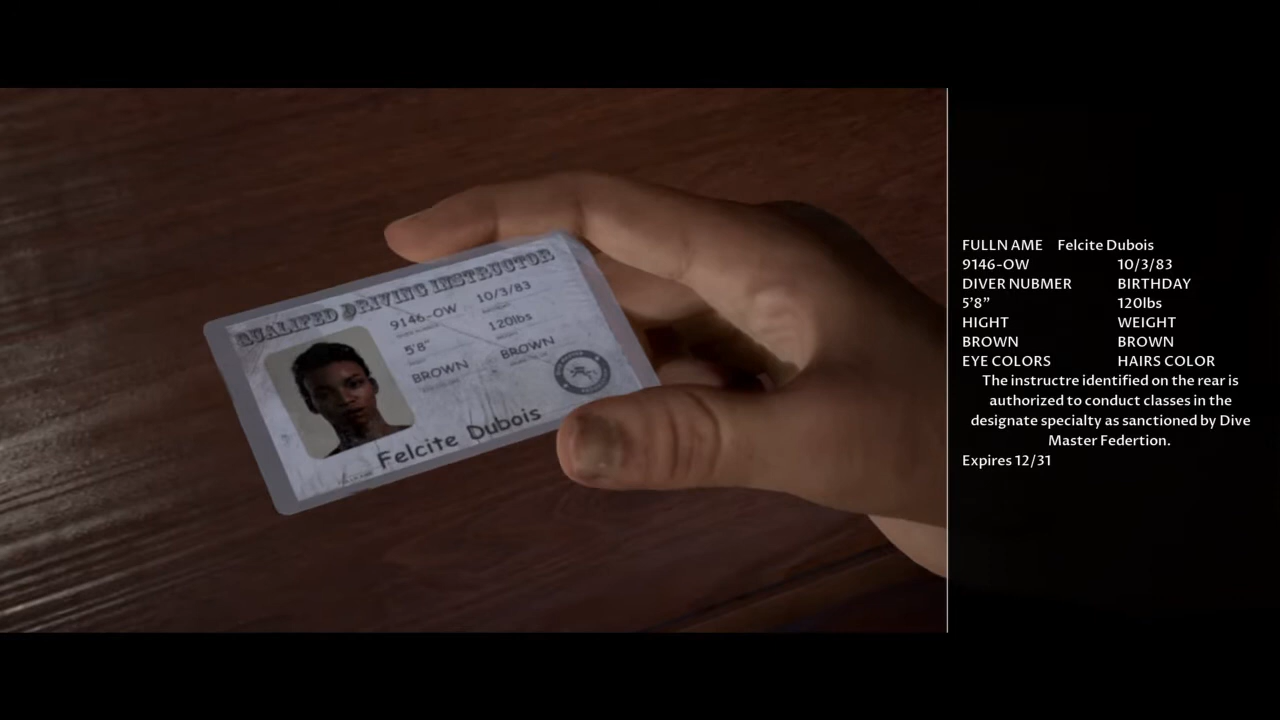 QUALIFED DRIVING INSTRUCTOR
9146-OW 10/3/83
5'8" 120lbs
BROWN BROWN
Felcite Dubois
FULLN AME Felcite Dubois
9146-OW 10/3/83
DIVER NUBMER BIRTHDAY
5'8” 120lbs
HIGHT WEIGHT
BROWN BROWN
EYE COLORS HAIRS COLOR
The instructre identified on the rear is
authorized to conduct classes in the
designate specialty as sanctioned by Dive
Master Federtion.
Expires 12/31